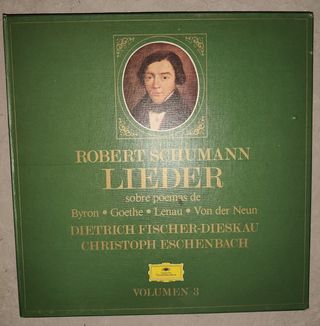 ROBERT SCHUMANN
LIEDER
sobre poemas de
Byron • Goethe • Lenau • Von der Neun
DIETRICH FISCHER-DIESKAU
CHRISTOPH ESCHENBACH
VOLUMEN 3